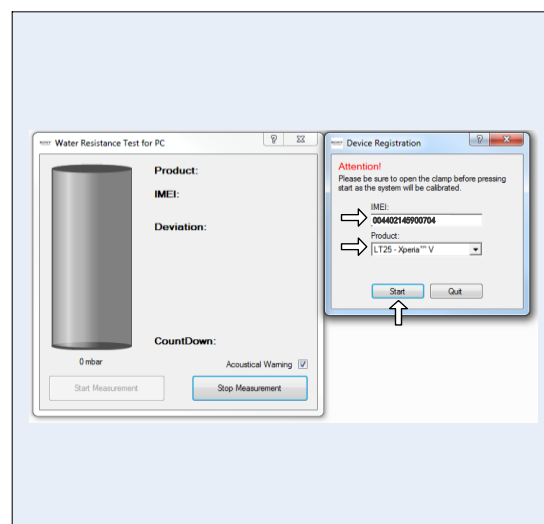 Water Resistance Test for PC
Product:
IMEI:
Deviation:
CountDown:
0 mbar
Acoustical Warning
Start Measurement
Stop Measurement
Device Registration
Attention!
Please be sure to open the clamp before pressing
start as the system will be calibrated.
IMEI:
004402145900704
Product:
LT25 - Xperia™ V
Start
Quit